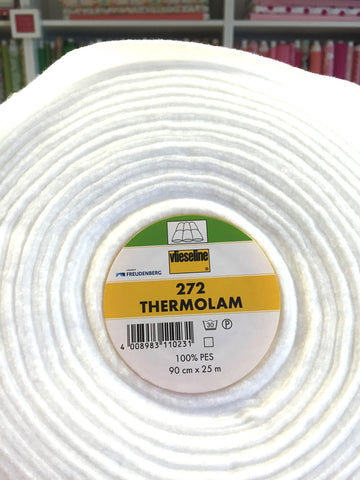 vlieseline
FREUDENBERG
272
THERMOLAM
30 P
4 008983 110231
100% PES
90 cm x 25 m